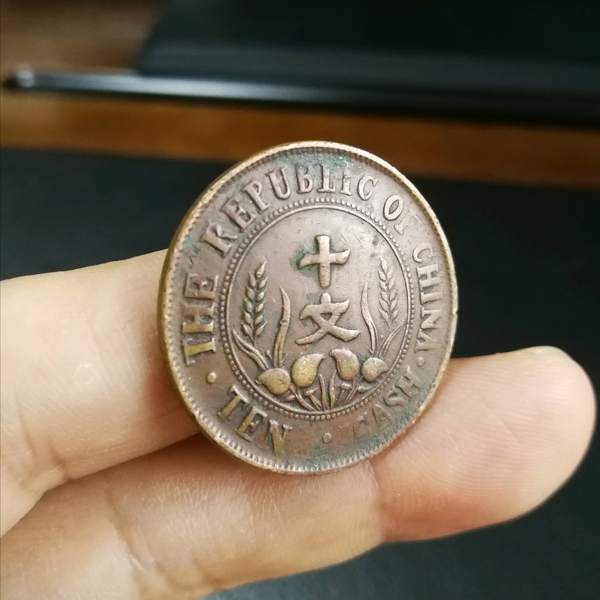 THE REPUBLIC OF CHINA
十文
TEN CASH